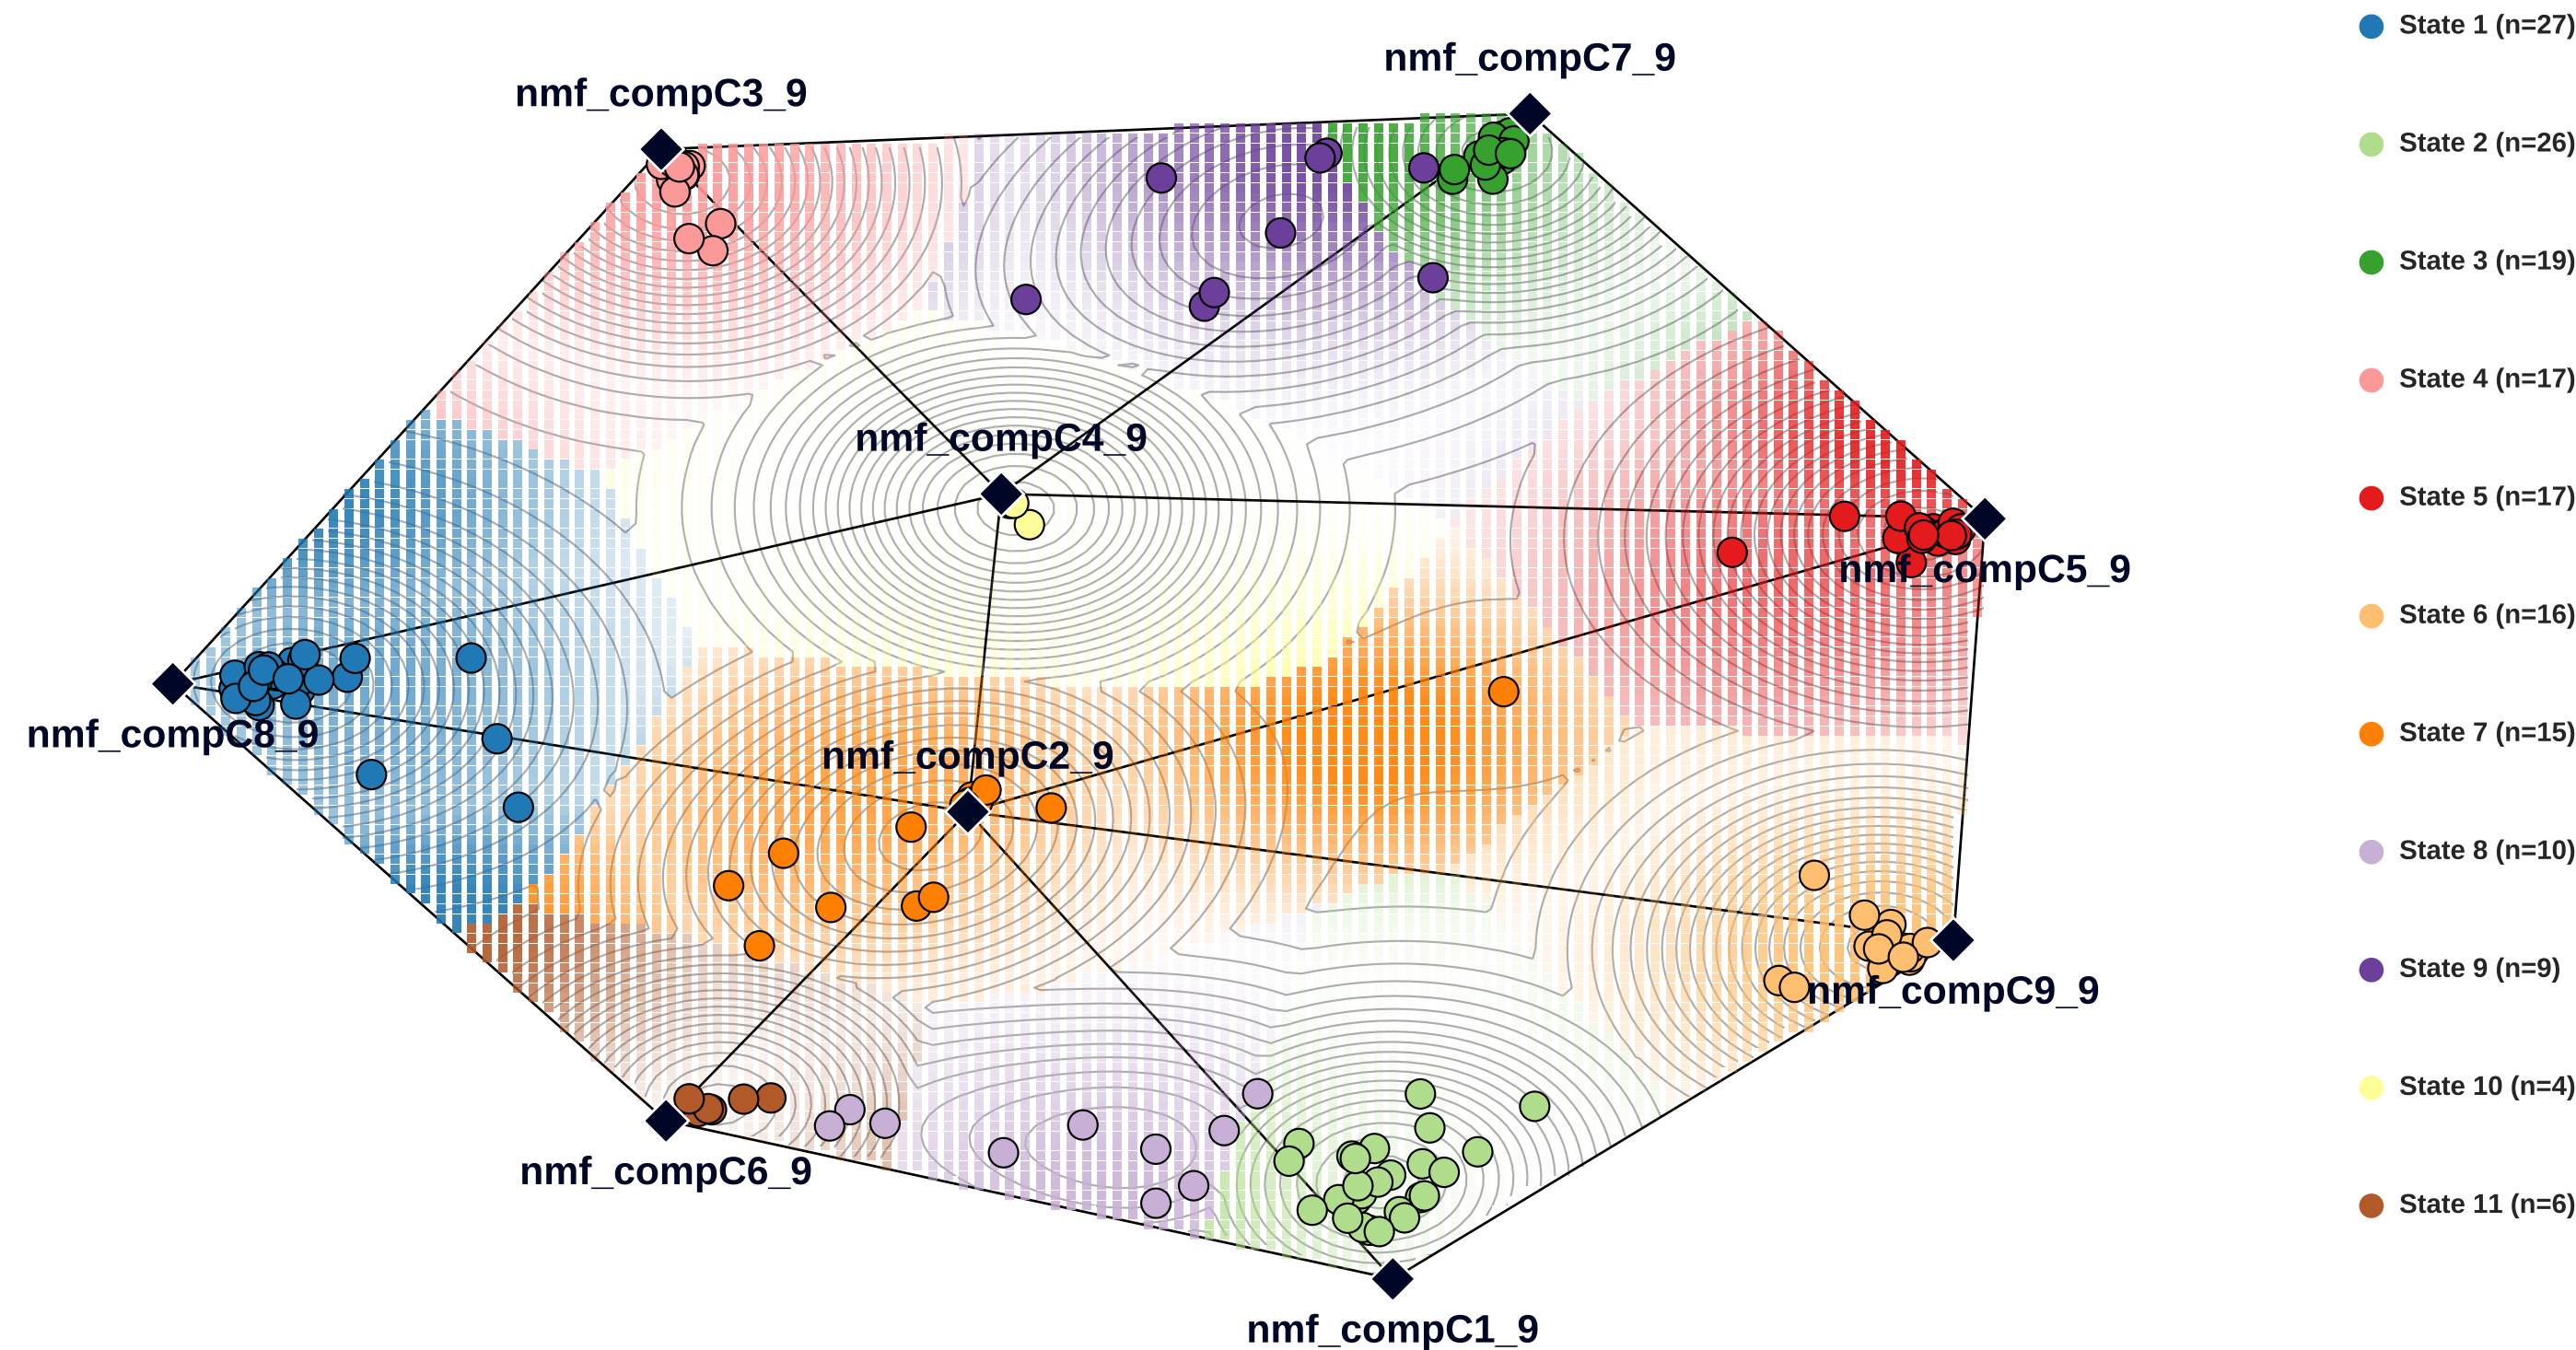 nmf_compC7_9
nmf_compC3_9
nmf_compC4_9
nmf_compC5_9
nmf_compC8_9
nmf_compC2_9
nmf_compC9_9
nmf_compC6_9
nmf_compC1_9
State 1 (n=27)
State 2 (n=26)
State 3 (n=19)
State 4 (n=17)
State 5 (n=17)
State 6 (n=16)
State 7 (n=15)
State 8 (n=10)
State 9 (n=9)
State 10 (n=4)
State 11 (n=6)